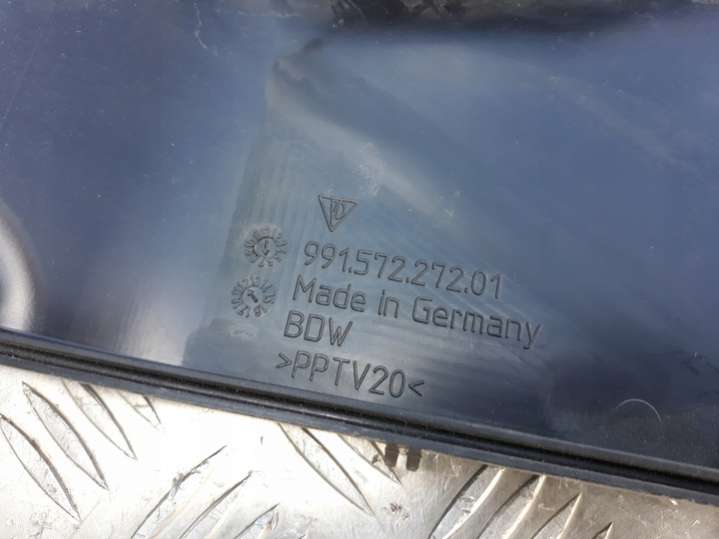 991.572.272.01
Made in Germany
BDW
>PPTV20<